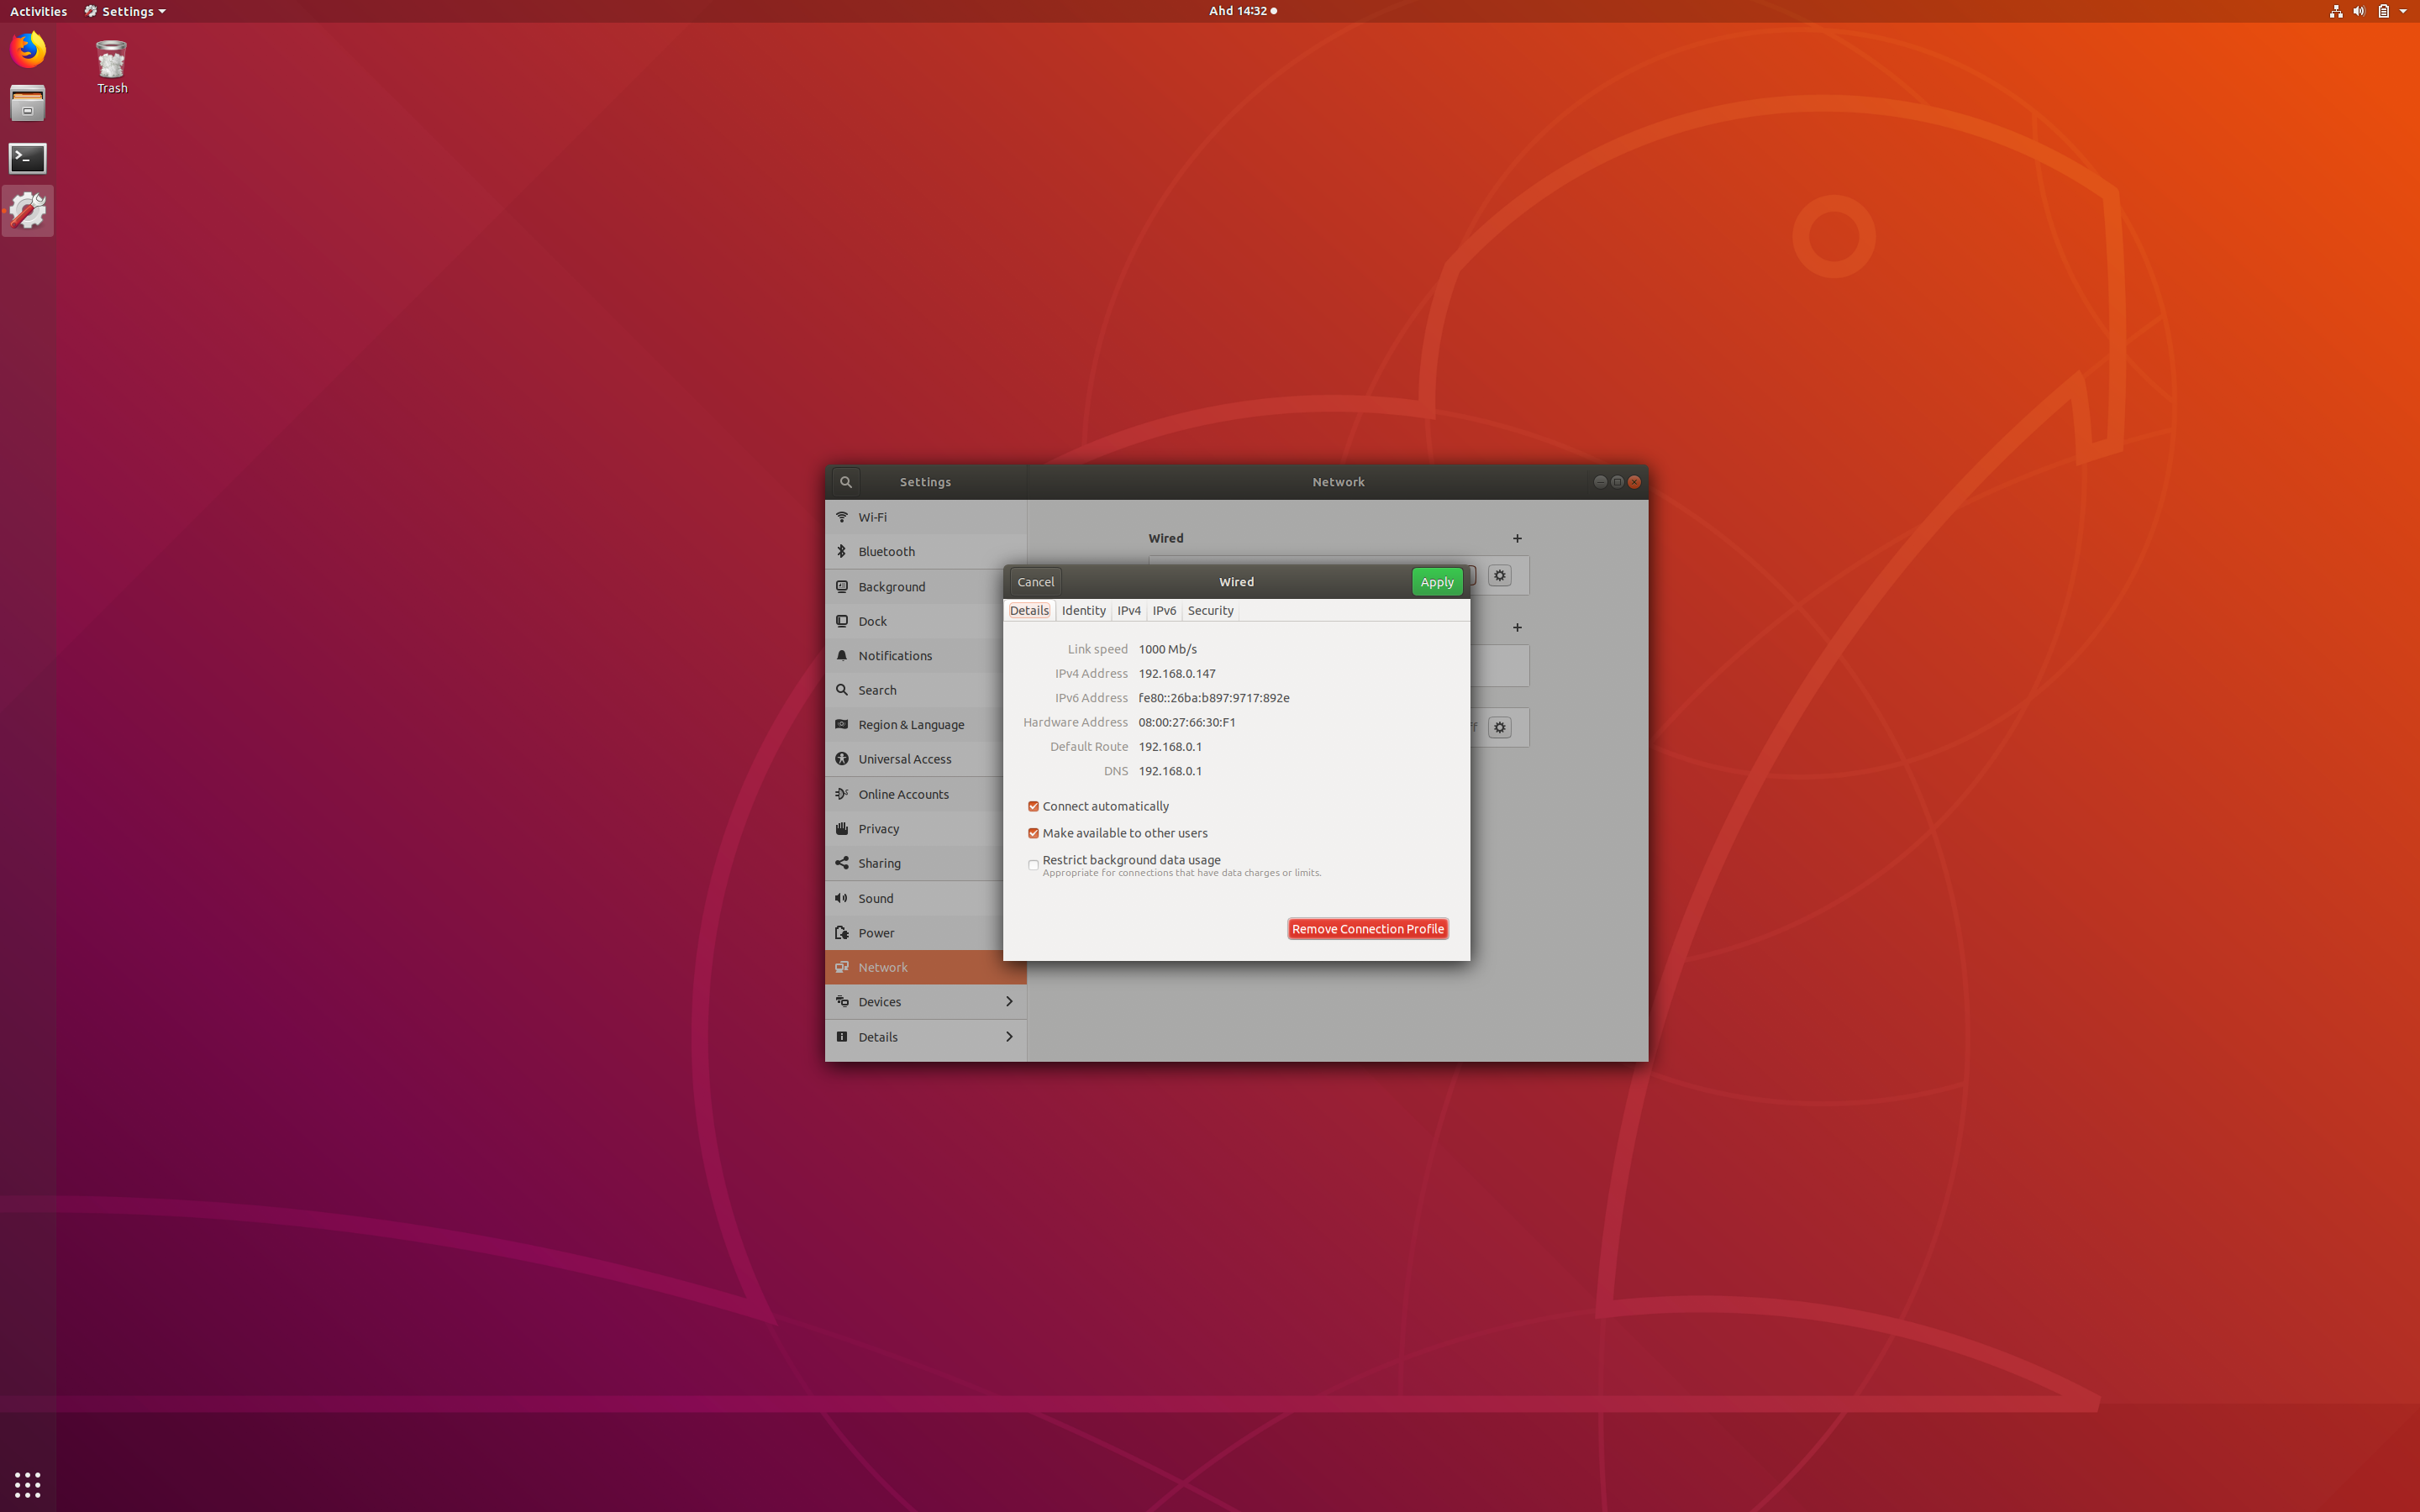 Activities Settings Ahd 14:32
Trash
Settings Network
Wi-Fi
Bluetooth
Background
Dock
Notifications
Search
Region & Language
Universal Access
Online Accounts
Privacy
Sharing
Sound
Power
Network
Devices
Details
Wired
Cancel Wired Apply
Details Identity IPv4 IPv6 Security
Link speed 1000 Mb/s
IPv4 Address 192.168.0.147
IPv6 Address fe80::26ba:b897:9717:892e
Hardware Address 08:00:27:66:30:F1
Default Route 192.168.0.1
DNS 192.168.0.1
Connect automatically
Make available to other users
Restrict background data usage
Appropriate for connections that have data charges or limits.
Remove Connection Profile